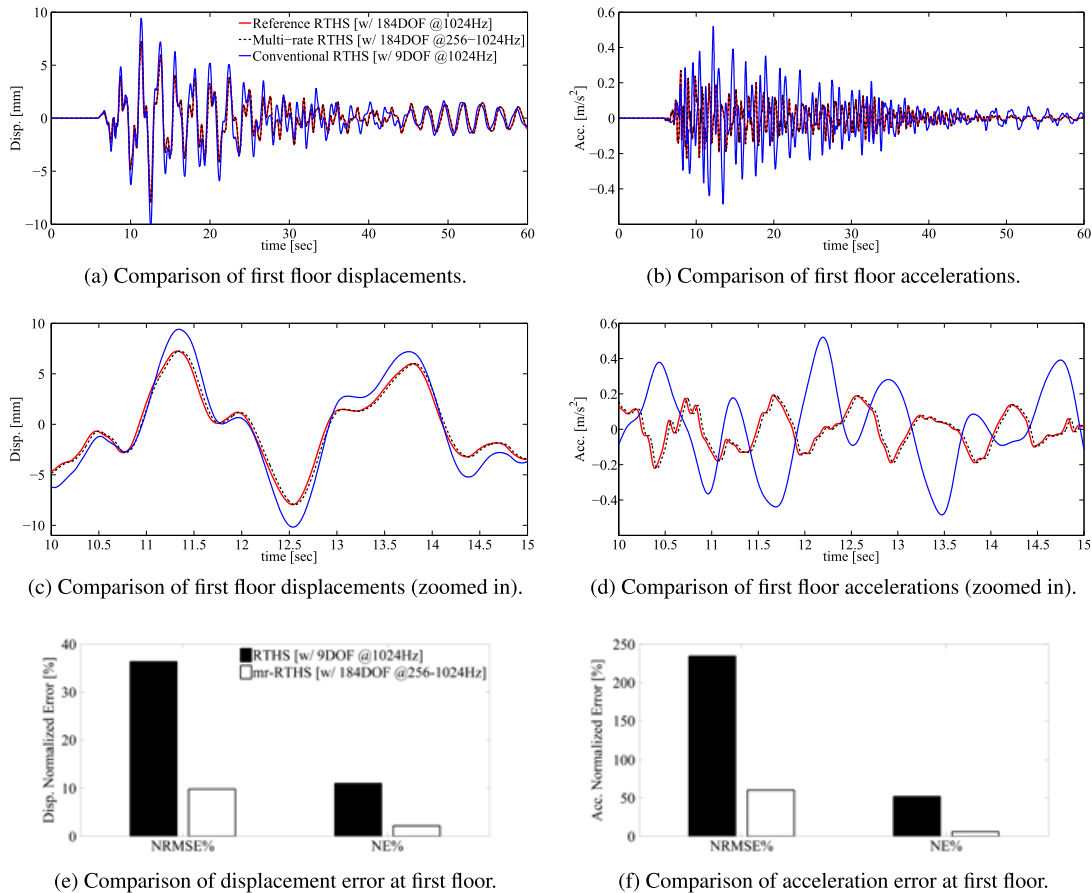 Reference RTHS [w/ 184DOF @1024Hz]
Multi-rate RTHS [w/ 184DOF @256−1024Hz]
Conventional RTHS [w/ 9DOF @1024Hz]
Disp. [mm]
10
5
0
−5
−10
0 10 20 30 40 50 60
time [sec]
(a) Comparison of first floor displacements.
Acc. [m/s²]
0.6
0.4
0.2
0
−0.2
−0.4
0 10 20 30 40 50 60
time [sec]
(b) Comparison of first floor accelerations.
Disp. [mm]
10
5
0
−5
−10
10 10.5 11 11.5 12 12.5 13 13.5 14 14.5 15
time [sec]
(c) Comparison of first floor displacements (zoomed in).
Acc. [m/s²]
0.6
0.4
0.2
0
−0.2
−0.4
10 10.5 11 11.5 12 12.5 13 13.5 14 14.5 15
time [sec]
(d) Comparison of first floor accelerations (zoomed in).
Disp. Normalized Error [%]
40
30
20
10
0
RTHS [w/ 9DOF @1024Hz]
mr-RTHS [w/ 184DOF @256-1024Hz]
NRMSE% NE%
(e) Comparison of displacement error at first floor.
Acc. Normalized Error [%]
250
200
150
100
50
0
NRMSE% NE%
(f) Comparison of acceleration error at first floor.